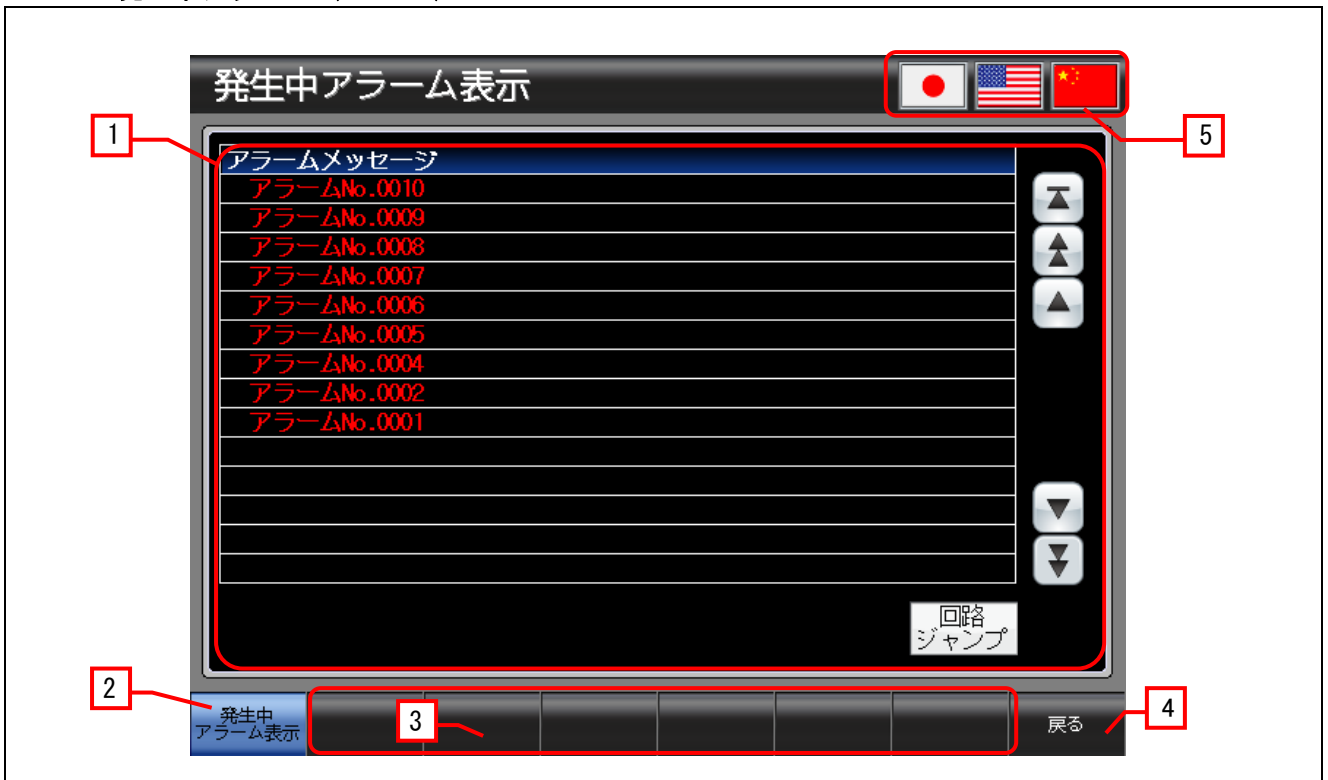 発生中アラーム表示
1
5
アラームメッセージ
アラームNo.0010
アラームNo.0009
アラームNo.0008
アラームNo.0007
アラームNo.0006
アラームNo.0005
アラームNo.0004
アラームNo.0002
アラームNo.0001
回路
ジャンプ
2
発生中
アラーム表示
3
戻る
4